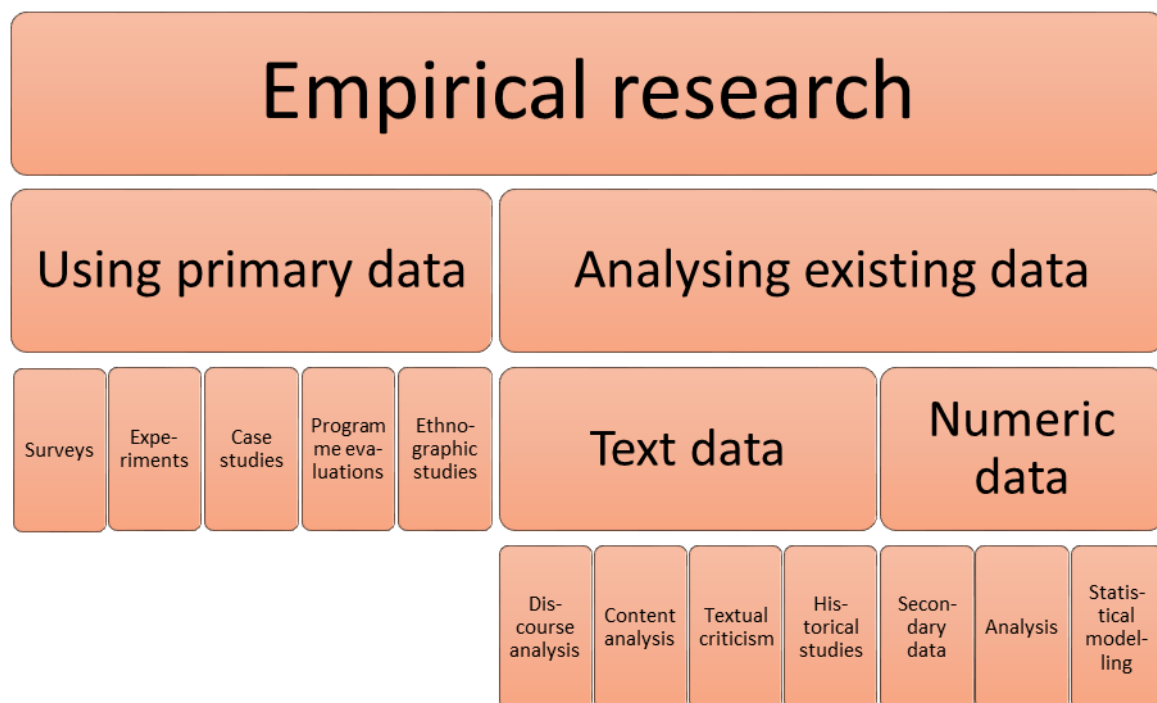 Empirical research
Using primary data
Analysing existing data
Surveys
Expe-
riments
Case
studies
Program
me eva-
luations
Ethno-
graphic
studies
Text data
Numeric
data
Dis-
course
analysis
Content
analysis
Textual
criticism
His-
torical
studies
Secon-
dary
data
Analysis
Statis-
tical
model-
ling